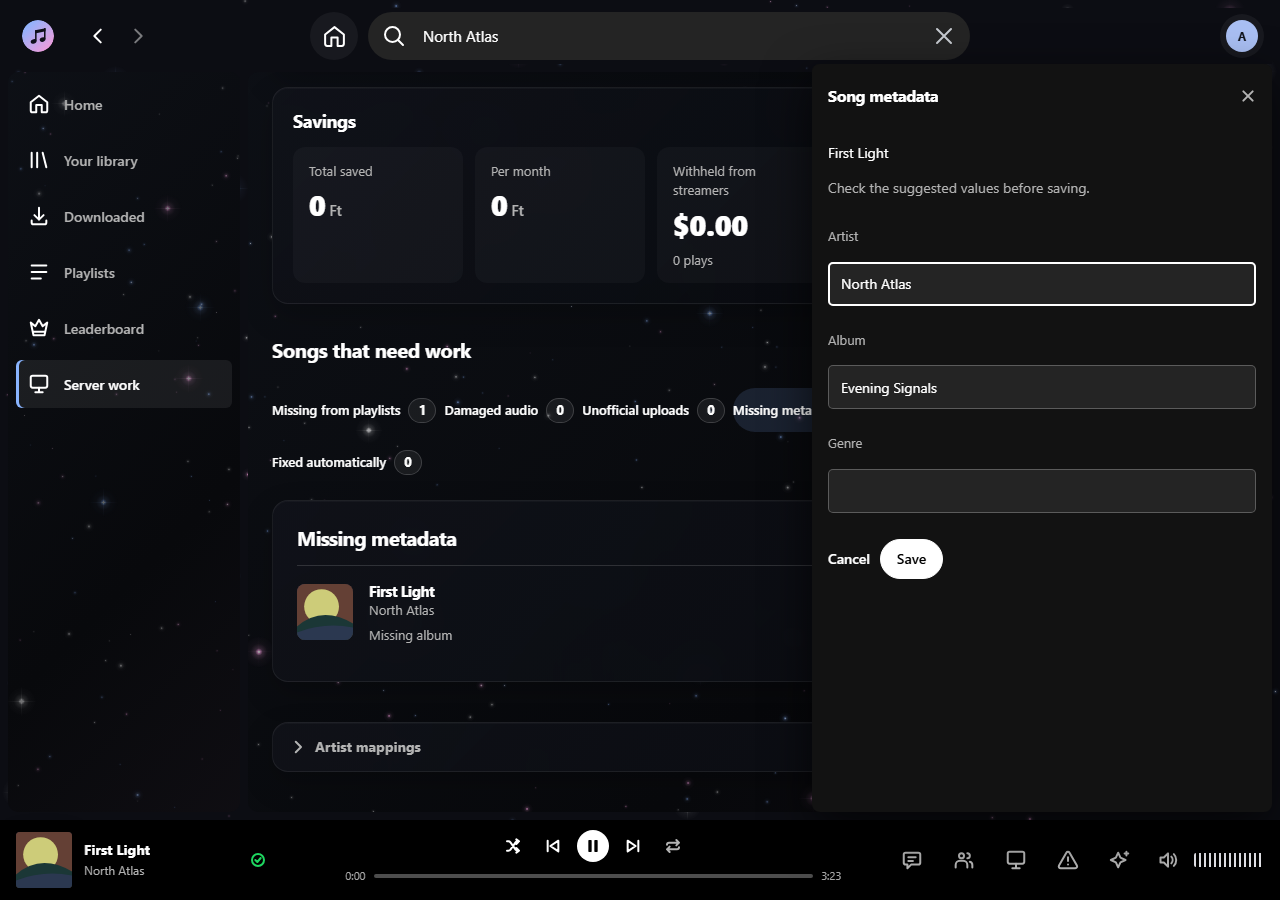 North Atlas
A
Home
Your library
Downloaded
Playlists
Leaderboard
Server work
Savings
Total saved
0 Ft
Per month
0 Ft
Withheld from
streamers
$0.00
0 plays
Songs that need work
Missing from playlists 1 Damaged audio 0 Unofficial uploads 0 Missing meta
Fixed automatically 0
Missing metadata
First Light
North Atlas
Missing album
Artist mappings
Song metadata
First Light
Check the suggested values before saving.
Artist
North Atlas
Album
Evening Signals
Genre
Cancel Save
First Light
North Atlas
0:00 3:23